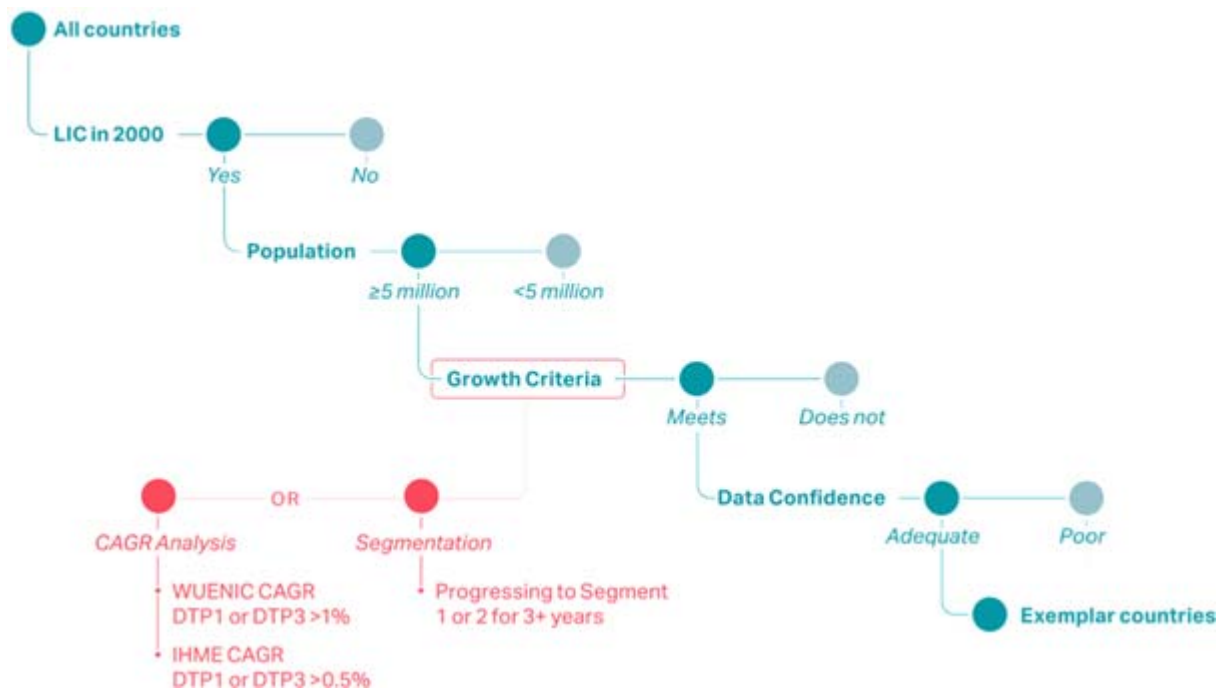 All countries
LIC in 2000
Yes
No
Population
≥5 million
<5 million
Growth Criteria
Meets
Does not
OR
CAGR Analysis
Segmentation
WUENIC CAGR
DTP1 or DTP3 >1%
IHME CAGR
DTP1 or DTP3 >0.5%
Progressing to Segment
1 or 2 for 3+ years
Data Confidence
Adequate
Poor
Exemplar countries